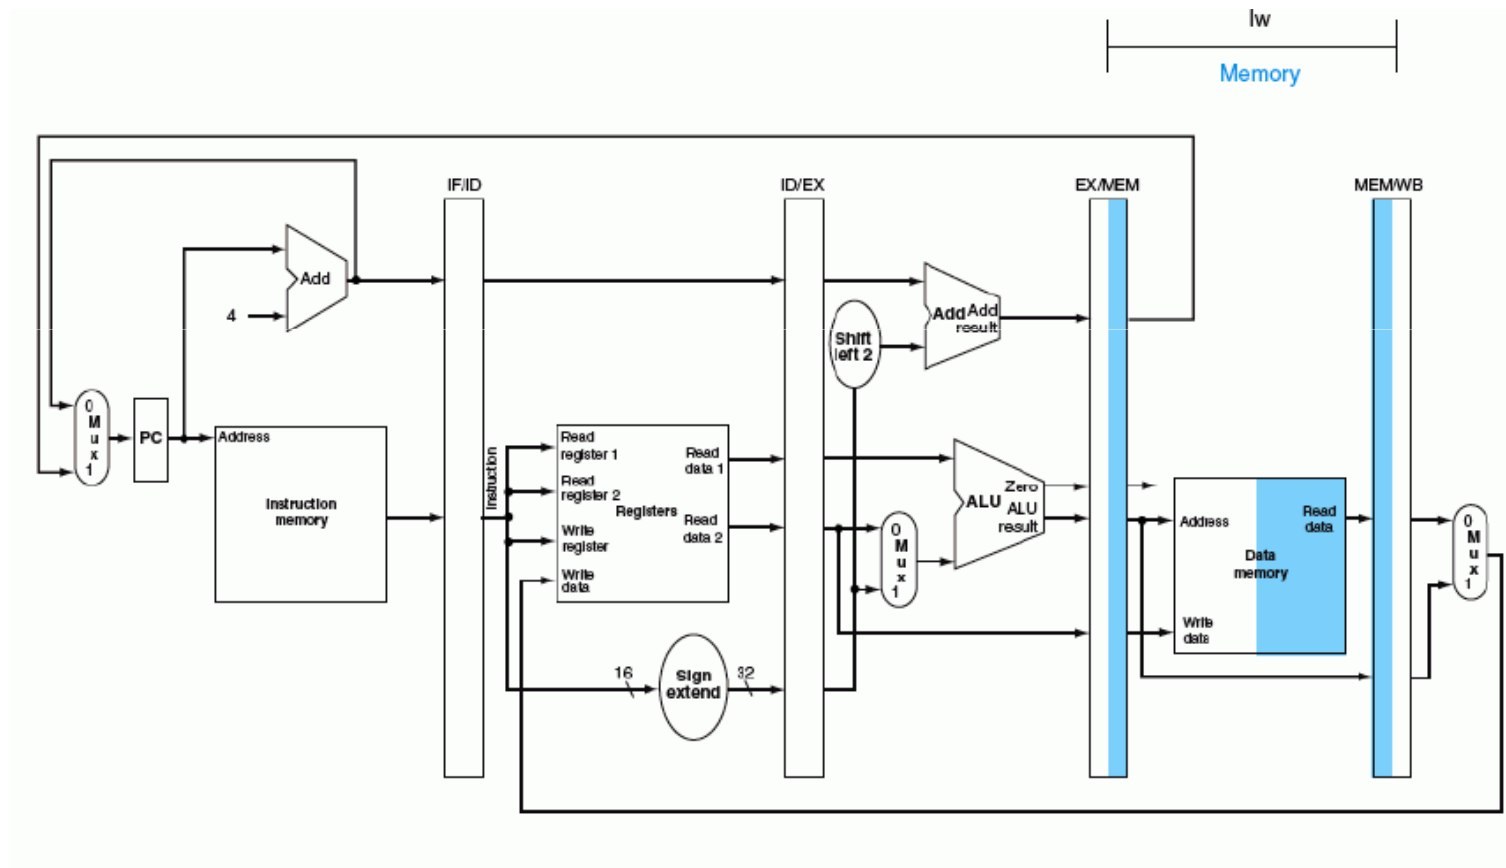 lw
Memory
IF/ID
ID/EX
EX/MEM
MEM/WB
Add
4
Add Add
result
Shift
left 2
0
M
u
x
1
PC
Address
Instruction
memory
Instruction
Read
register 1
Read
register 2
Write
register
Write
data
Registers
Read
data 1
Read
data 2
16
Sign
extend
32
0
M
u
x
1
ALU
Zero
ALU
result
Address
Read
data
Data
memory
Write
data
0
M
u
x
1